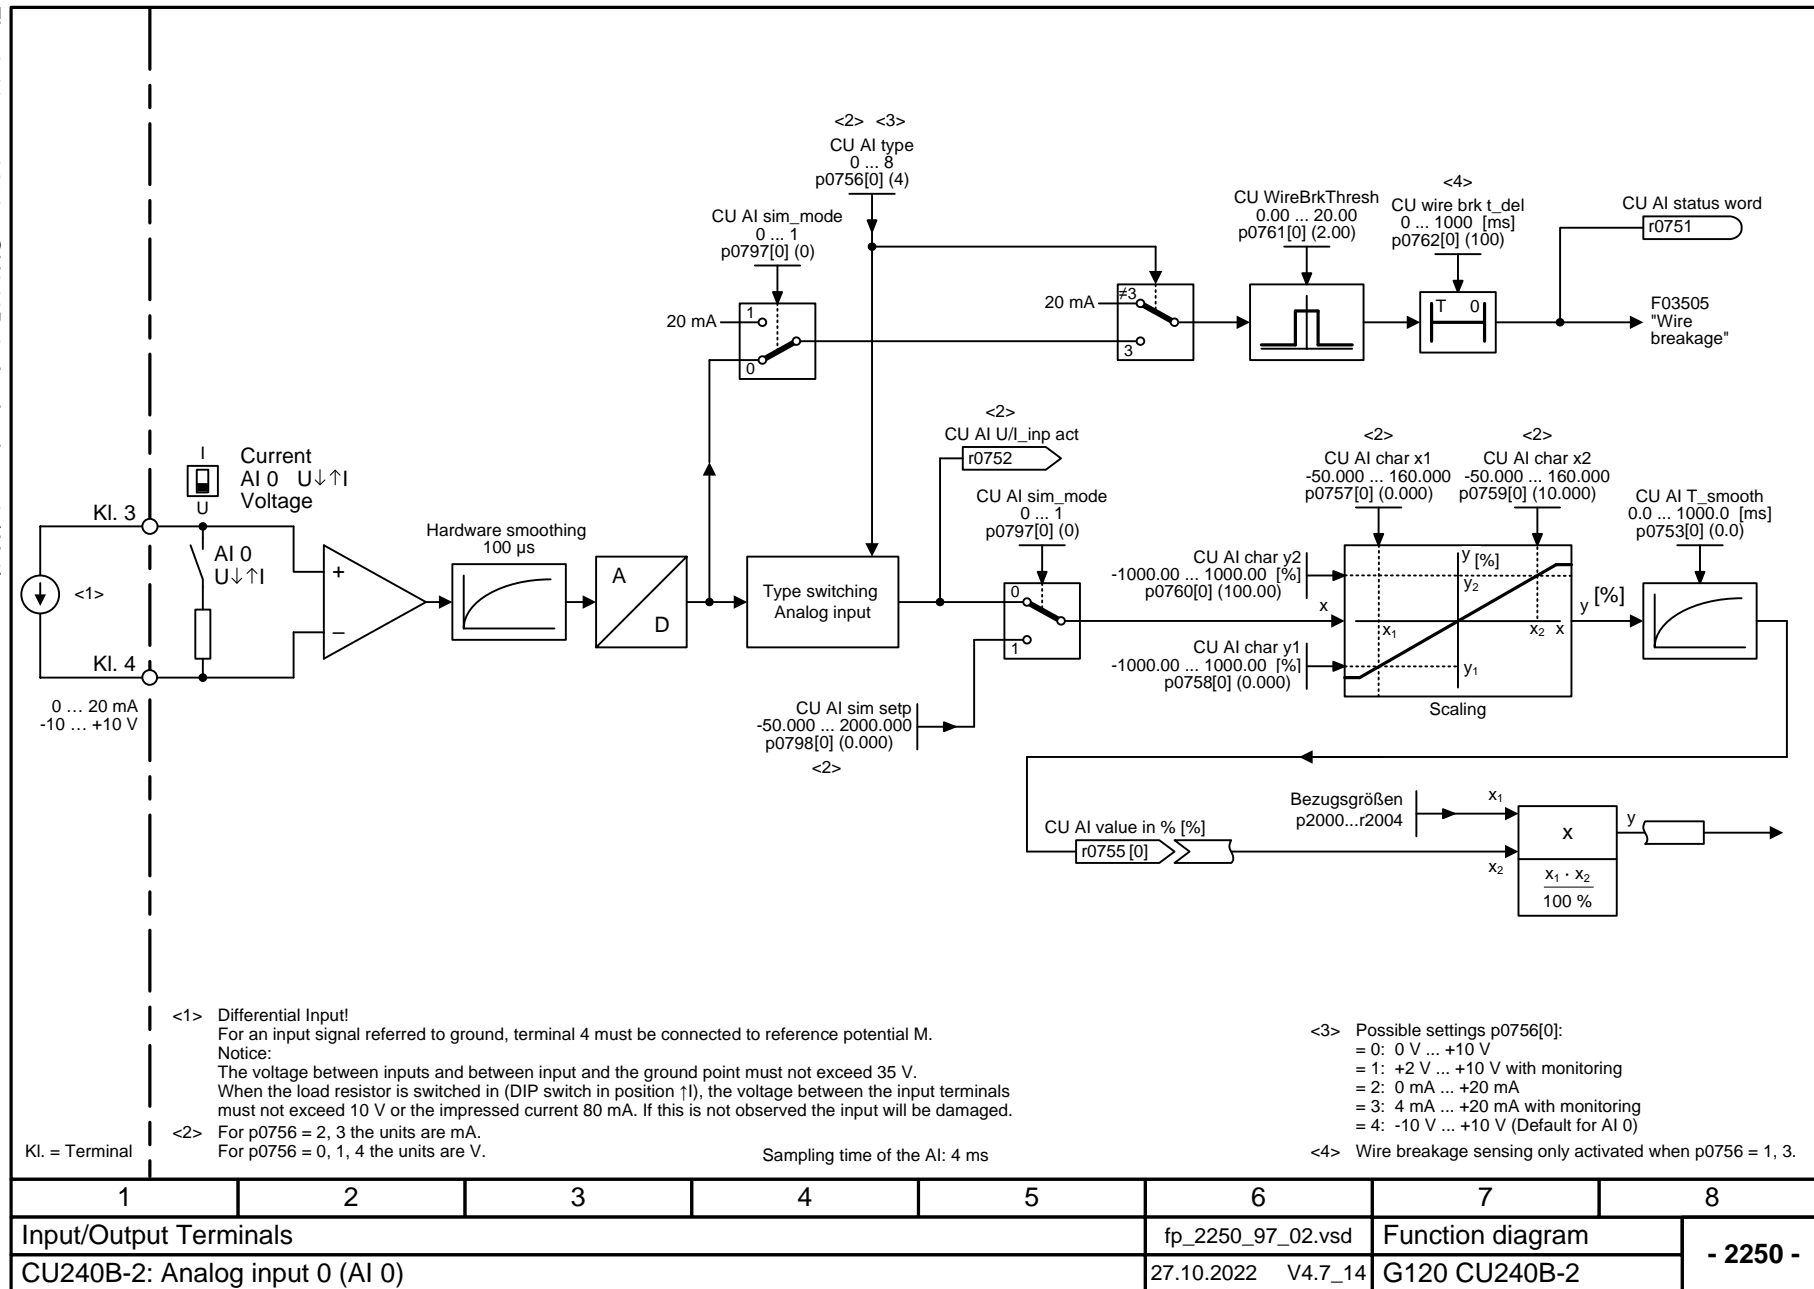 <2> <3>
CU AI type
0 ... 8
p0756[0] (4)
CU AI sim_mode
0 ... 1
p0797[0] (0)
20 mA
1
0
CU WireBrkThresh
0.00 ... 20.00
p0761[0] (2.00)
<4>
CU wire brk t_del
0 ... 1000 [ms]
p0762[0] (100)
CU AI status word
r0751
20 mA
≠3
3
T 0
F03505
"Wire
breakage"
I
U
Current
AI 0 U↓↑I
Voltage
Kl. 3
AI 0
U↓↑I
<1>
Kl. 4
0 ... 20 mA
-10 ... +10 V
+
–
Hardware smoothing
100 µs
A
D
Type switching
Analog input
<2>
CU AI U/I_inp act
r0752
CU AI sim_mode
0 ... 1
p0797[0] (0)
0
1
CU AI sim setp
-50.000 ... 2000.000
p0798[0] (0.000)
<2>
<2>
CU AI char x1
-50.000 ... 160.000
p0757[0] (0.000)
<2>
CU AI char x2
-50.000 ... 160.000
p0759[0] (10.000)
CU AI T_smooth
0.0 ... 1000.0 [ms]
p0753[0] (0.0)
CU AI char y2
-1000.00 ... 1000.00 [%]
p0760[0] (100.00)
x
CU AI char y1
-1000.00 ... 1000.00 [%]
p0758[0] (0.000)
y [%]
y₂
x₁
x₂ x
y₁
Scaling
y [%]
Bezugsgrößen
p2000...r2004
x₁
CU AI value in % [%]
r0755 [0]
x₂
x
x₁ · x₂
100 %
y
<1> Differential Input!
For an input signal referred to ground, terminal 4 must be connected to reference potential M.
Notice:
The voltage between inputs and between input and the ground point must not exceed 35 V.
When the load resistor is switched in (DIP switch in position ↑I), the voltage between the input terminals
must not exceed 10 V or the impressed current 80 mA. If this is not observed the input will be damaged.
<2> For p0756 = 2, 3 the units are mA.
For p0756 = 0, 1, 4 the units are V.
Kl. = Terminal
Sampling time of the AI: 4 ms
<3> Possible settings p0756[0]:
= 0: 0 V ... +10 V
= 1: +2 V ... +10 V with monitoring
= 2: 0 mA ... +20 mA
= 3: 4 mA ... +20 mA with monitoring
= 4: -10 V ... +10 V (Default for AI 0)
<4> Wire breakage sensing only activated when p0756 = 1, 3.
1 2 3 4 5 6 7 8
Input/Output Terminals
fp_2250_97_02.vsd
Function diagram
- 2250 -
CU240B-2: Analog input 0 (AI 0)
27.10.2022 V4.7_14
G120 CU240B-2